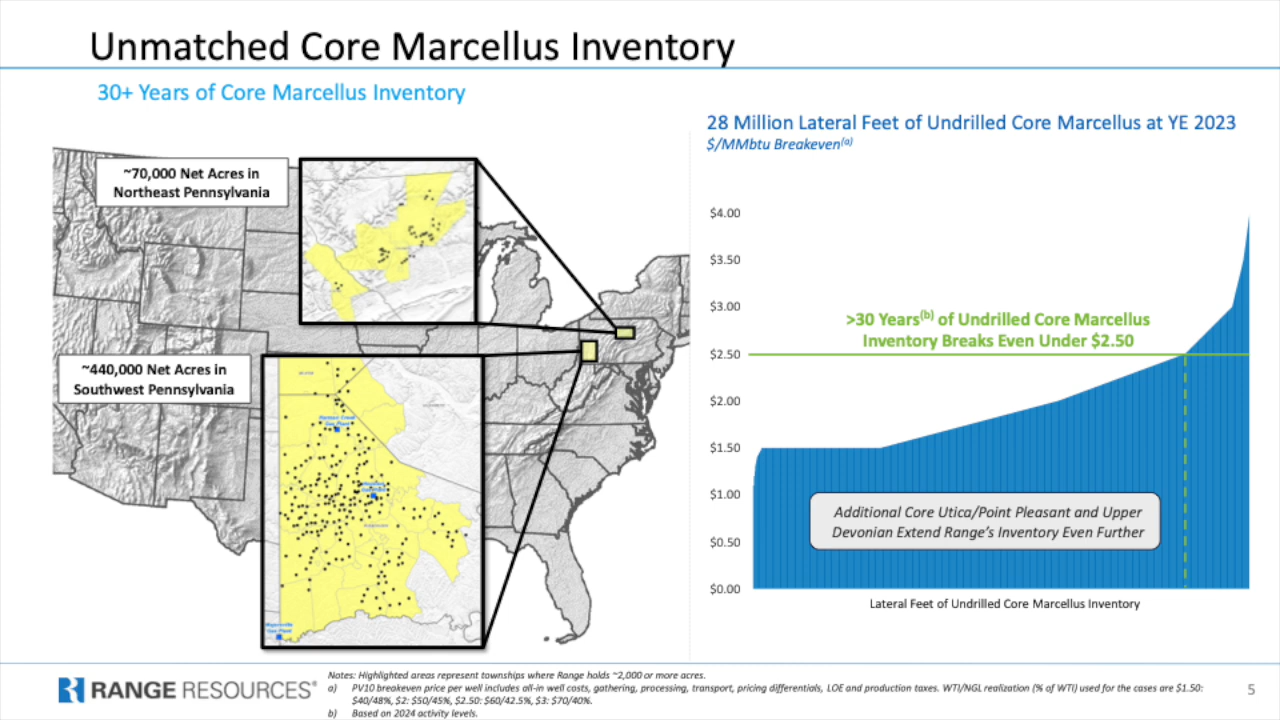 Unmatched Core Marcellus Inventory
30+ Years of Core Marcellus Inventory
28 Million Lateral Feet of Undrilled Core Marcellus at YE 2023
$/MMbtu Breakeven(a)
~70,000 Net Acres in
Northeast Pennsylvania
~440,000 Net Acres in
Southwest Pennsylvania
$4.00
$3.50
$3.00
$2.50
$2.00
$1.50
$1.00
$0.50
$0.00
>30 Years(b) of Undrilled Core Marcellus
Inventory Breaks Even Under $2.50
Additional Core Utica/Point Pleasant and Upper
Devonian Extend Range's Inventory Even Further
Lateral Feet of Undrilled Core Marcellus Inventory
RANGE RESOURCES®
Notes: Highlighted areas represent townships where Range holds ~2,000 or more acres.
a) PV10 breakeven price per well includes all-in well costs, gathering, processing, transport, pricing differentials, LOE and production taxes. WTI/NGL realization (% of WTI) used for the cases are $1.50:
$40/48%, $2: $50/45%, $2.50: $60/42.5%, $3: $70/40%.
b) Based on 2024 activity levels.
5